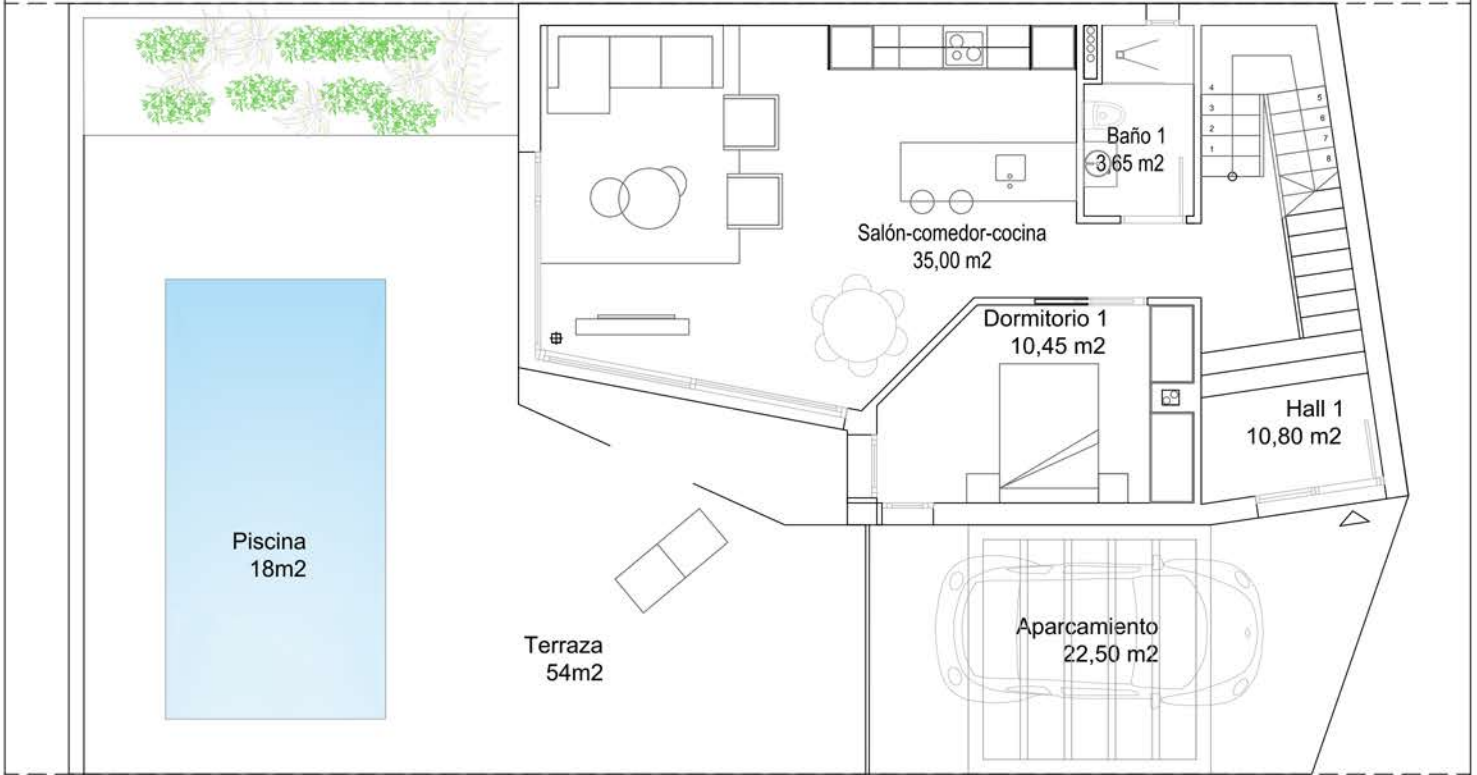 4
3
2
1
5
6
7
8
Baño 1
3,65 m2
Salón-comedor-cocina
35,00 m2
Dormitorio 1
10,45 m2
Hall 1
10,80 m2
Piscina
18m2
Terraza
54m2
Aparcamiento
22,50 m2